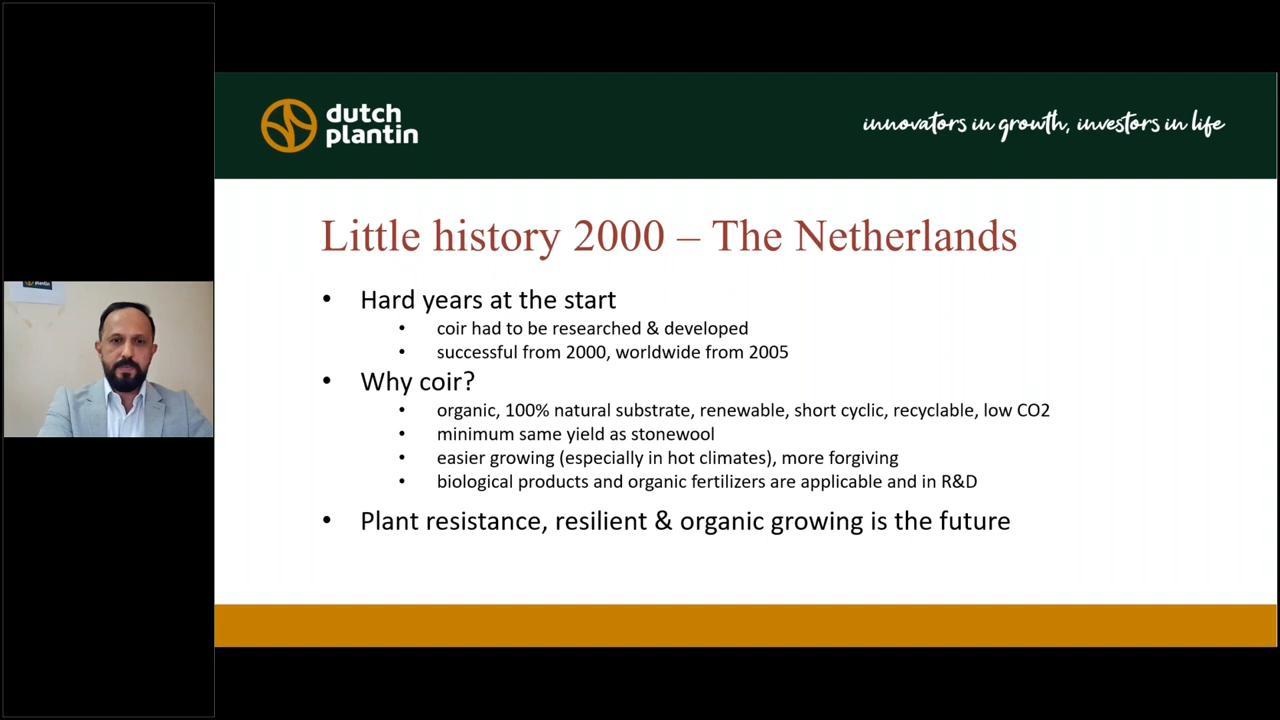 dutch
plantin
innovators in growth, investors in life
Little history 2000 – The Netherlands
• Hard years at the start
• coir had to be researched & developed
• successful from 2000, worldwide from 2005
• Why coir?
• organic, 100% natural substrate, renewable, short cyclic, recyclable, low CO2
• minimum same yield as stonewool
• easier growing (especially in hot climates), more forgiving
• biological products and organic fertilizers are applicable and in R&D
• Plant resistance, resilient & organic growing is the future
plantin